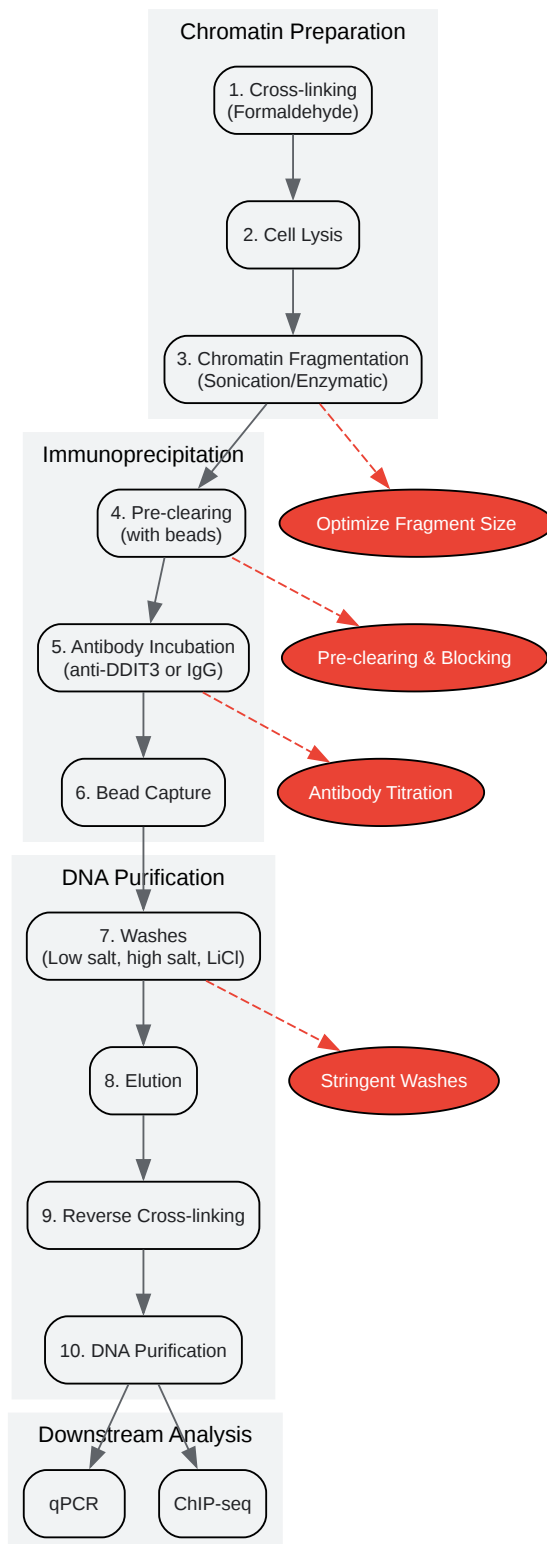 Chromatin Preparation
1. Cross-linking
(Formaldehyde)
2. Cell Lysis
3. Chromatin Fragmentation
(Sonication/Enzymatic)
Immunoprecipitation
4. Pre-clearing
(with beads)
Optimize Fragment Size
5. Antibody Incubation
(anti-DDIT3 or IgG)
Pre-clearing & Blocking
6. Bead Capture
Antibody Titration
DNA Purification
7. Washes
(Low salt, high salt, LiCl)
8. Elution
Stringent Washes
9. Reverse Cross-linking
10. DNA Purification
Downstream Analysis
qPCR
ChIP-seq